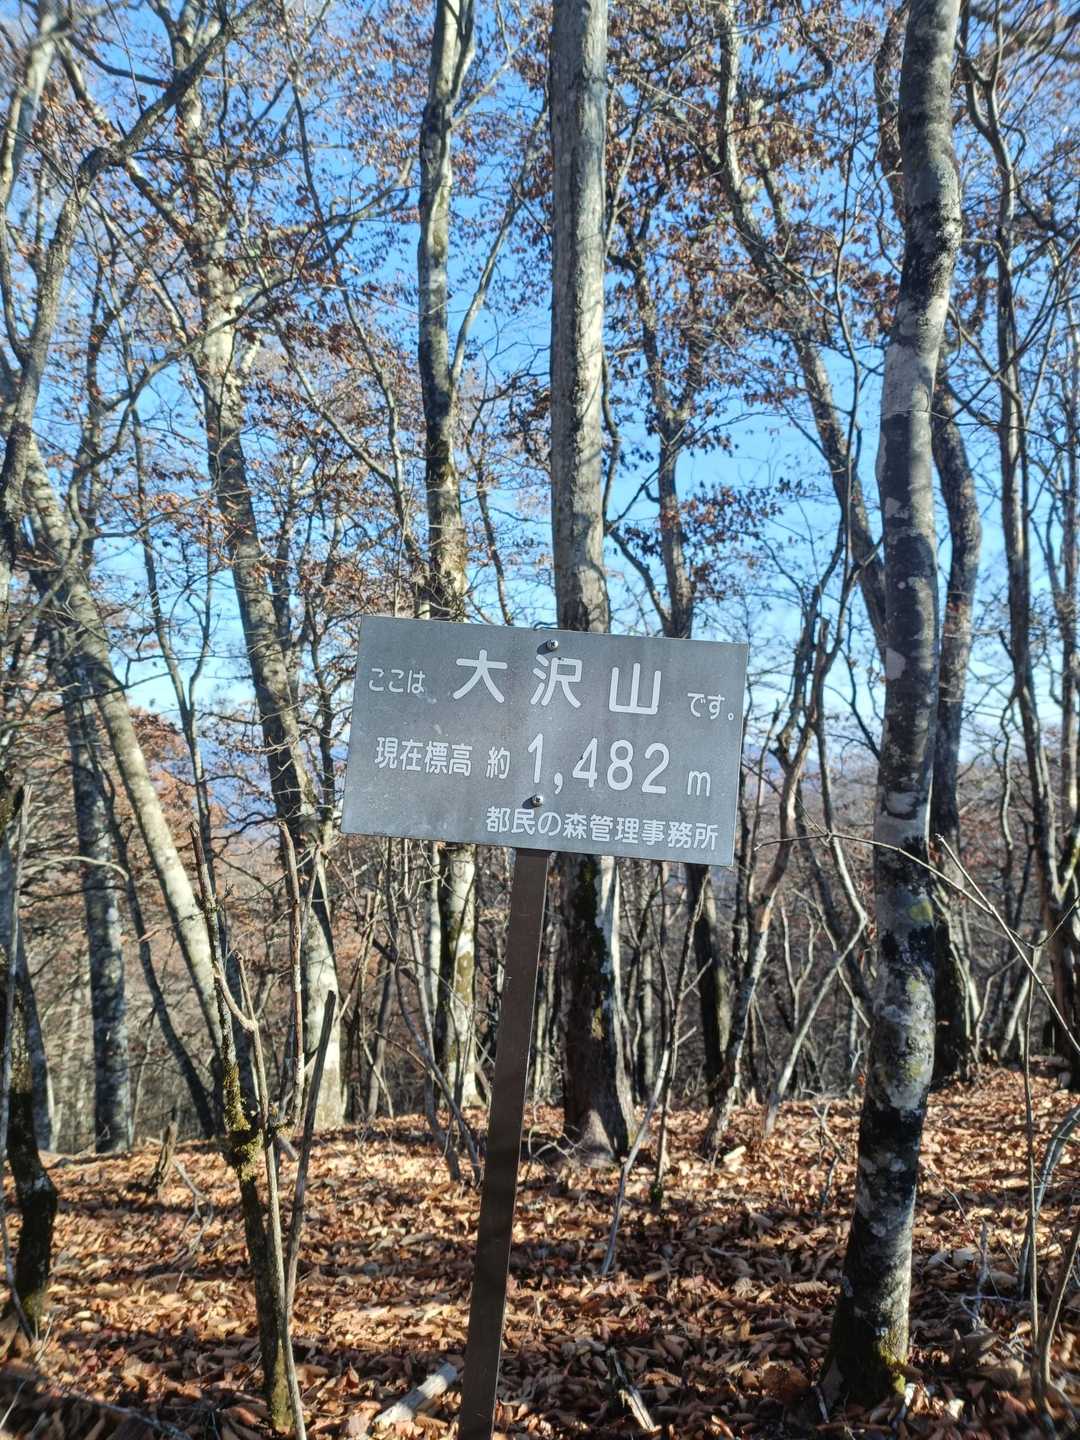 ここは 大沢山 です。
現在標高 約 1,482 m
都民の森管理事務所